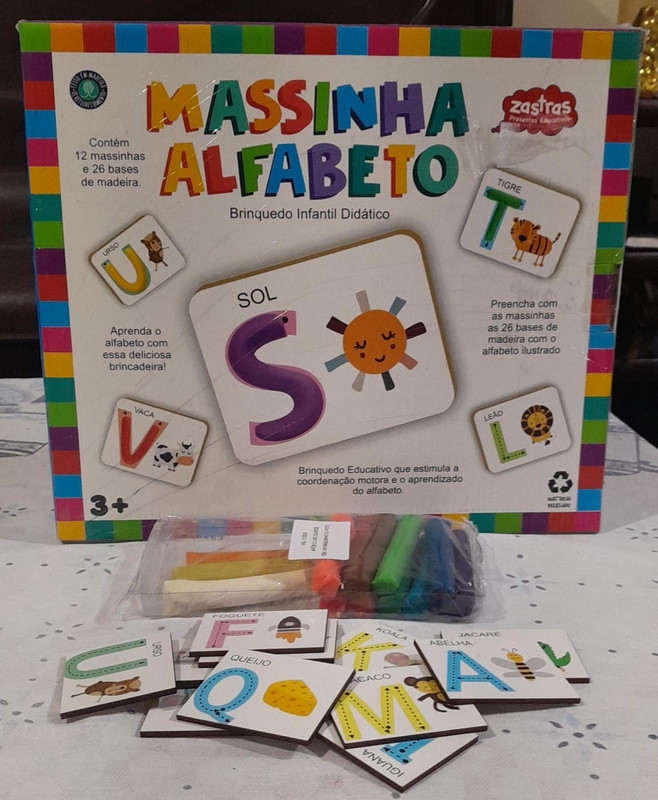 MASSINHA
ALFABETO
Brinquedo Infantil Didático
zastras
Presentes Educativos
Contém
12 massinhas
e 26 bases
de madeira.
URSO
U
TIGRE
T
SOL
S
Aprenda o
alfabeto com
essa deliciosa
brincadeira!
Preencha com
as massinhas
as 26 bases de
madeira com o
alfabeto ilustrado
VACA
V
LEÃO
L
Brinquedo Educativo que estimula a
coordenação motora e o aprendizado
do alfabeto.
3+
MATERIAL
RECICLADO
URSO
U
FOGUETE
F
QUEIJO
Q
KOALA
K
MACACO
M
ABELHA
A
JACARÉ
IGUANA
I